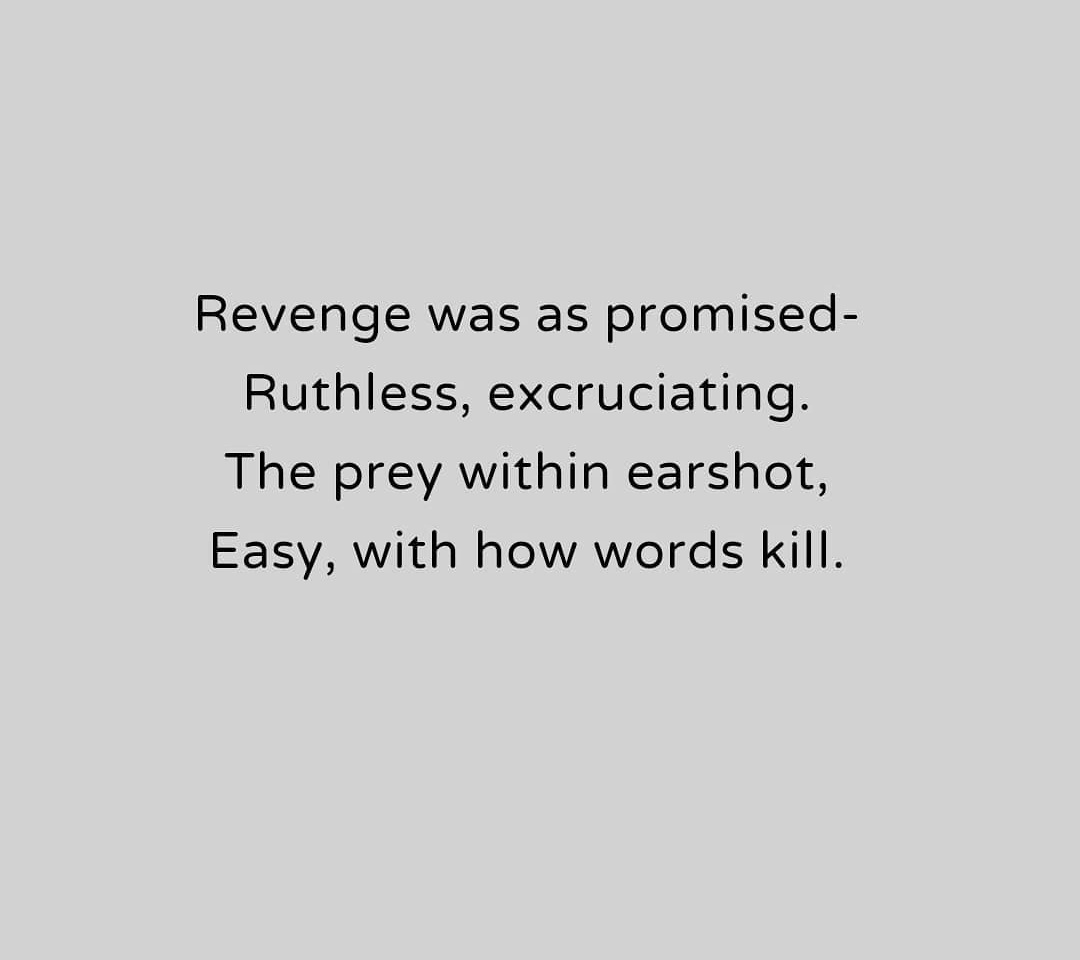 Revenge was as promised-
Ruthless, excruciating.
The prey within earshot,
Easy, with how words kill.